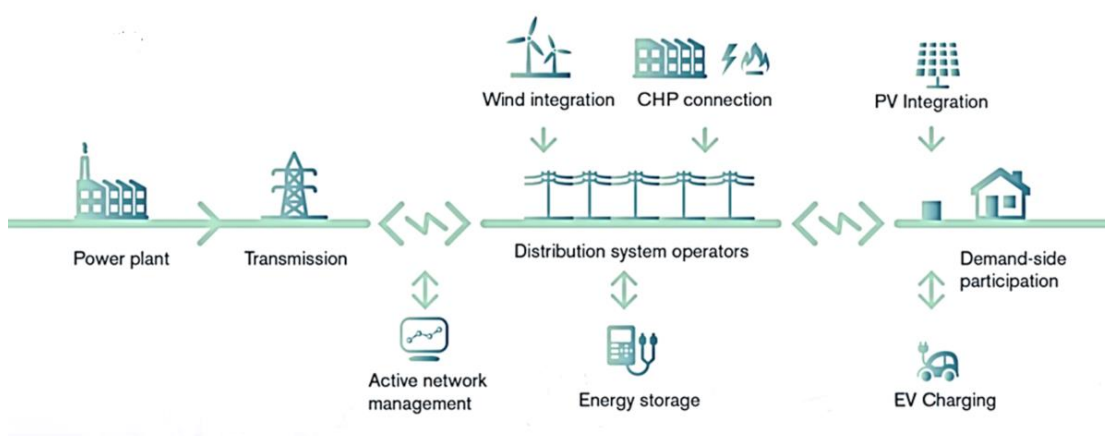 Wind integration
CHP connection
PV Integration
Power plant
Transmission
Distribution system operators
Demand-side
participation
Active network
management
Energy storage
EV Charging